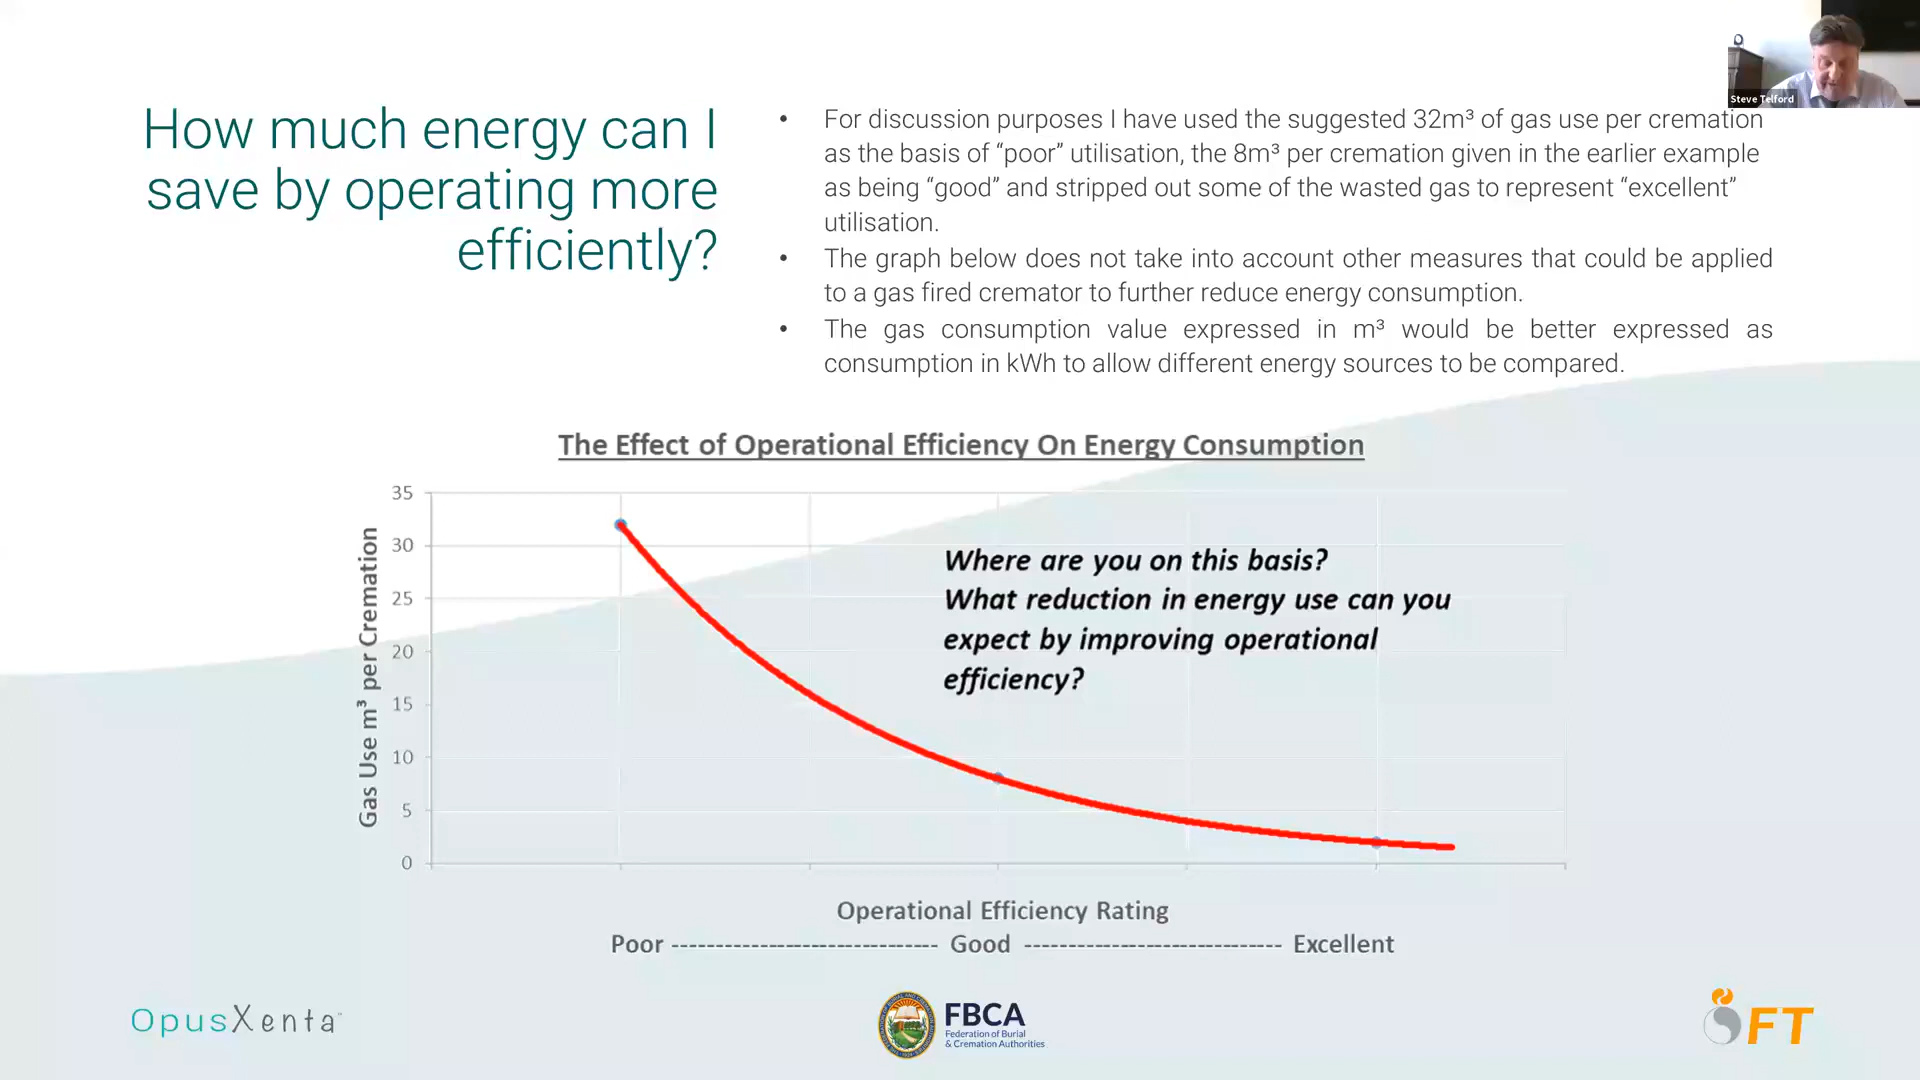 Steve Telford
How much energy can I
save by operating more
efficiently?
• For discussion purposes I have used the suggested 32m³ of gas use per cremation
as the basis of “poor” utilisation, the 8m³ per cremation given in the earlier example
as being “good” and stripped out some of the wasted gas to represent “excellent”
utilisation.
• The graph below does not take into account other measures that could be applied
to a gas fired cremator to further reduce energy consumption.
• The gas consumption value expressed in m³ would be better expressed as
consumption in kWh to allow different energy sources to be compared.
The Effect of Operational Efficiency On Energy Consumption
Gas Use m³ per Cremation
35
30
25
20
15
10
5
0
Where are you on this basis?
What reduction in energy use can you
expect by improving operational
efficiency?
Operational Efficiency Rating
Poor ------------------------------ Good ----------------------------- Excellent
OpusXenta™
FBCA
Federation of Burial
& Cremation Authorities
FT